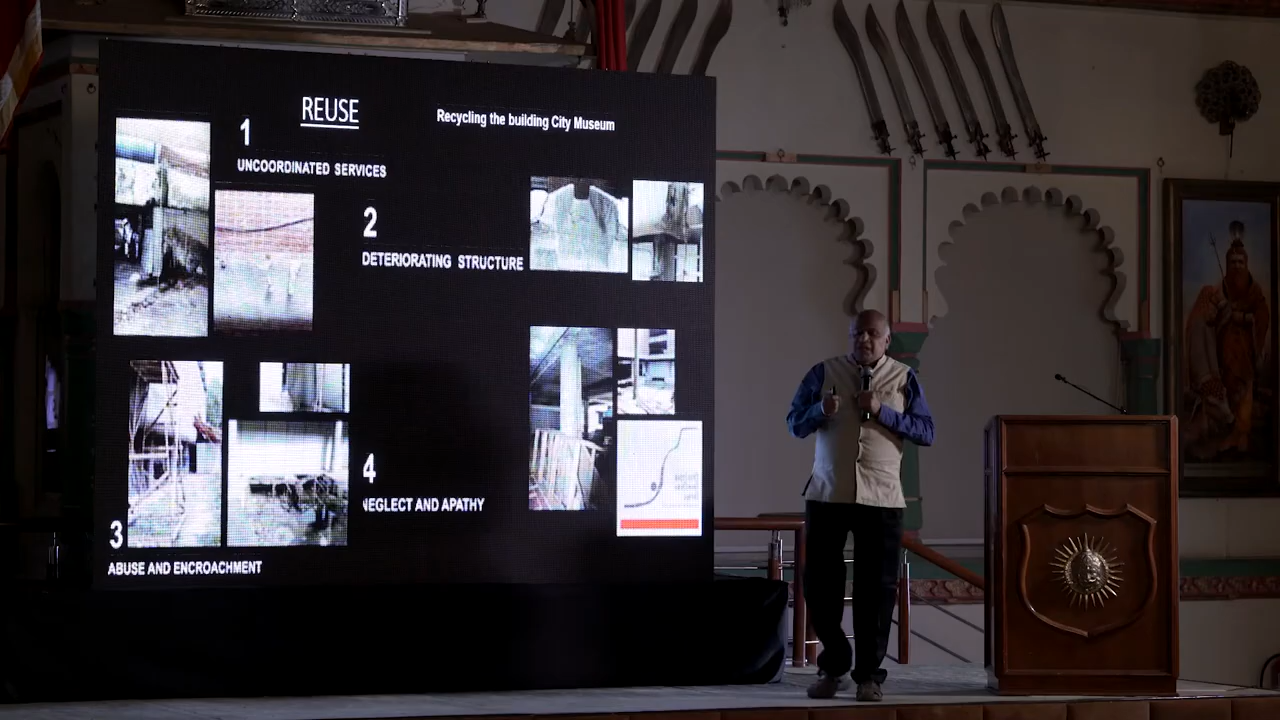 REUSE
Recycling the building City Museum
1
UNCOORDINATED SERVICES
2
DETERIORATING STRUCTURE
3
ABUSE AND ENCROACHMENT
4
NEGLECT AND APATHY